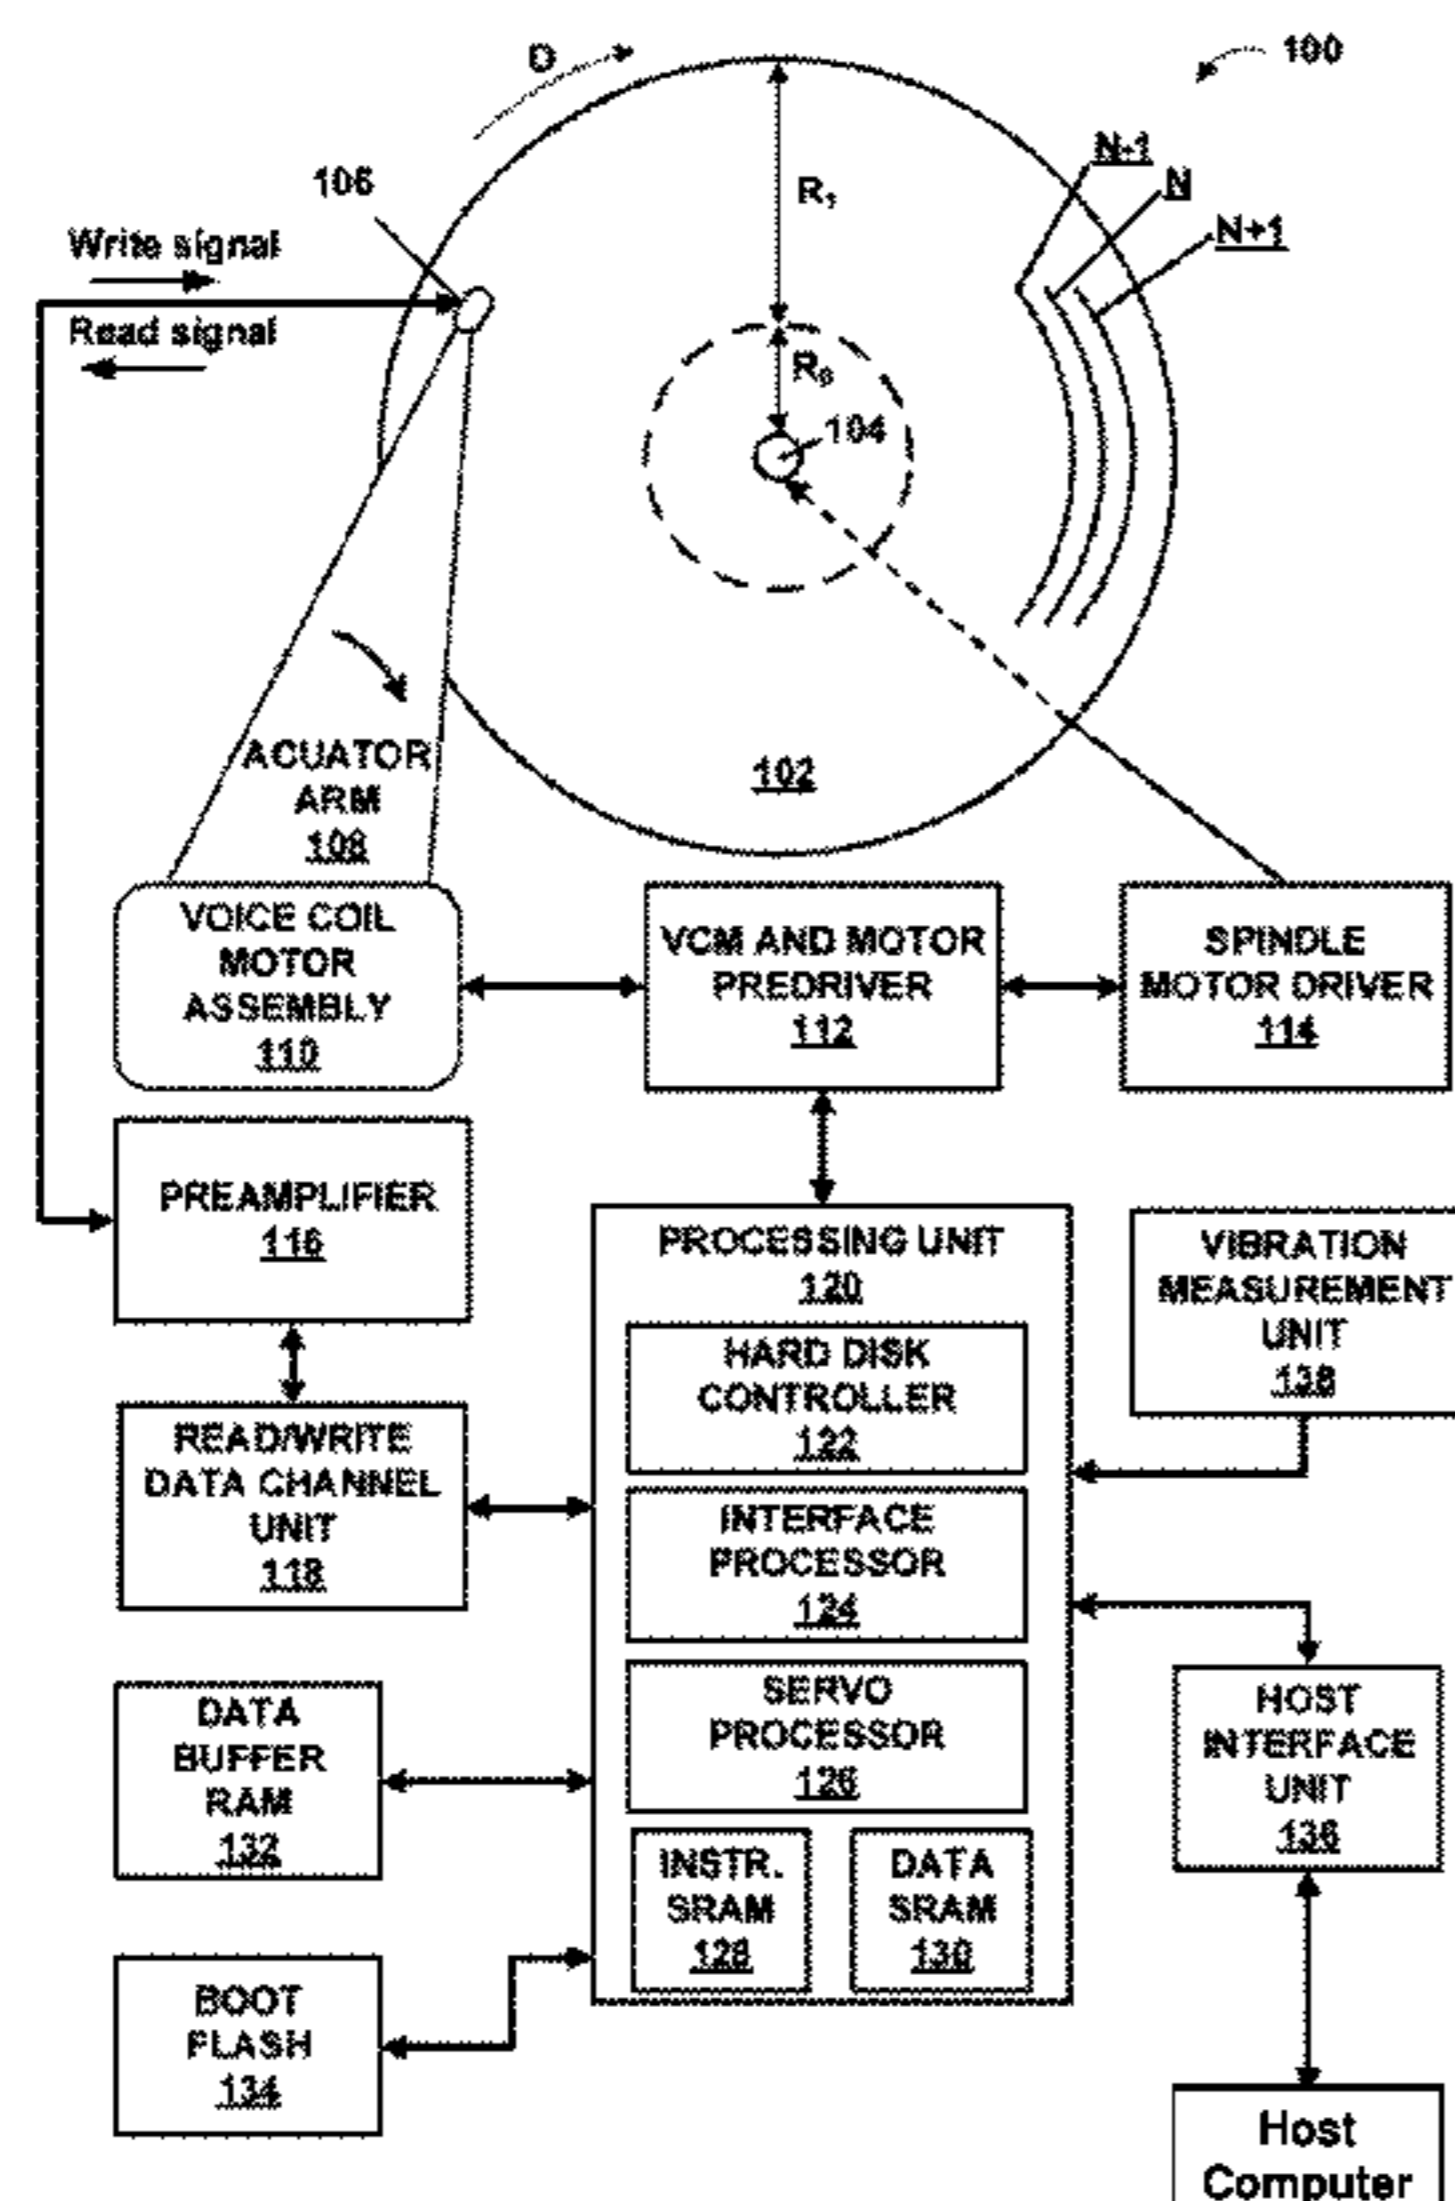 D
100
N-1
106
R1
N
Write signal
N+1
Read signal
R0
104
ACUATOR
ARM
108
102
VOICE COIL
MOTOR
ASSEMBLY
110
VCM AND MOTOR
PREDRIVER
112
SPINDLE
MOTOR DRIVER
114
PREAMPLIFIER
116
PROCESSING UNIT
120
VIBRATION
MEASUREMENT
UNIT
138
HARD DISK
CONTROLLER
122
READ/WRITE
DATA CHANNEL
UNIT
118
INTERFACE
PROCESSOR
124
SERVO
PROCESSOR
126
DATA
BUFFER
RAM
132
HOST
INTERFACE
UNIT
136
INSTR.
SRAM
128
DATA
SRAM
130
BOOT
FLASH
134
Host
Computer